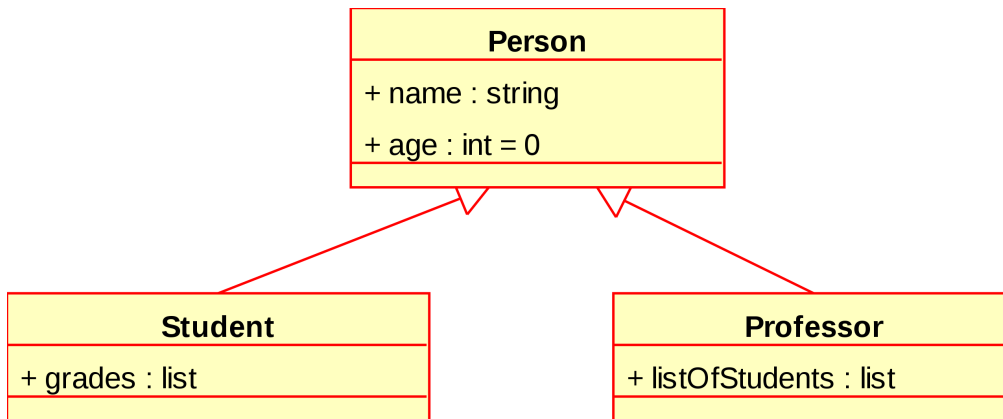 Person
+ name : string
+ age : int = 0
Student
+ grades : list
Professor
+ listOfStudents : list